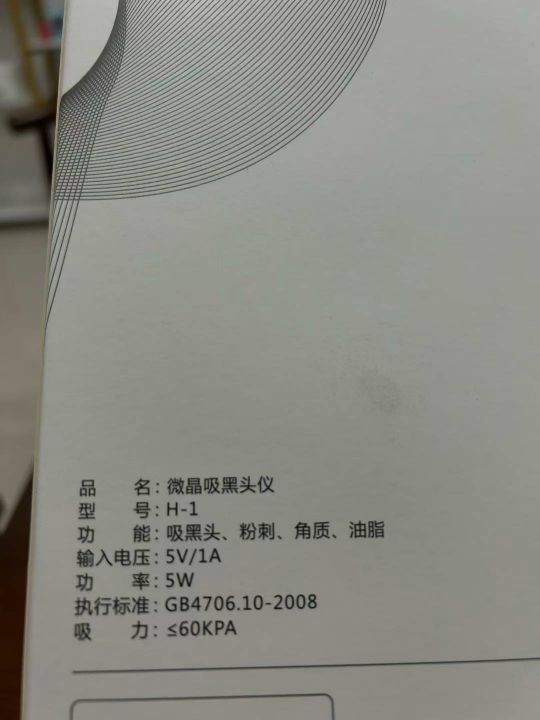 品 名：微晶吸黑头仪
型 号：H-1
功 能：吸黑头、粉刺、角质、油脂
输入电压：5V/1A
功 率：5W
执行标准：GB4706.10-2008
吸 力：≤60KPA